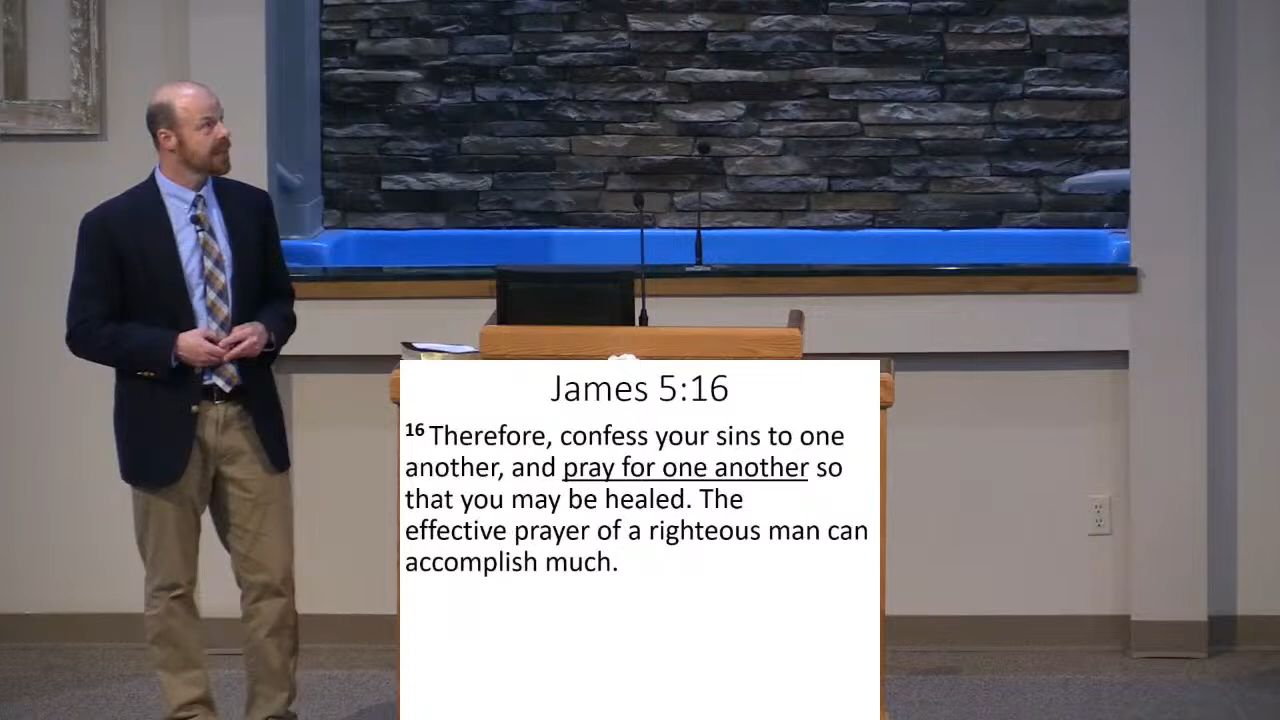 James 5:16
16 Therefore, confess your sins to one
another, and pray for one another so
that you may be healed. The
effective prayer of a righteous man can
accomplish much.